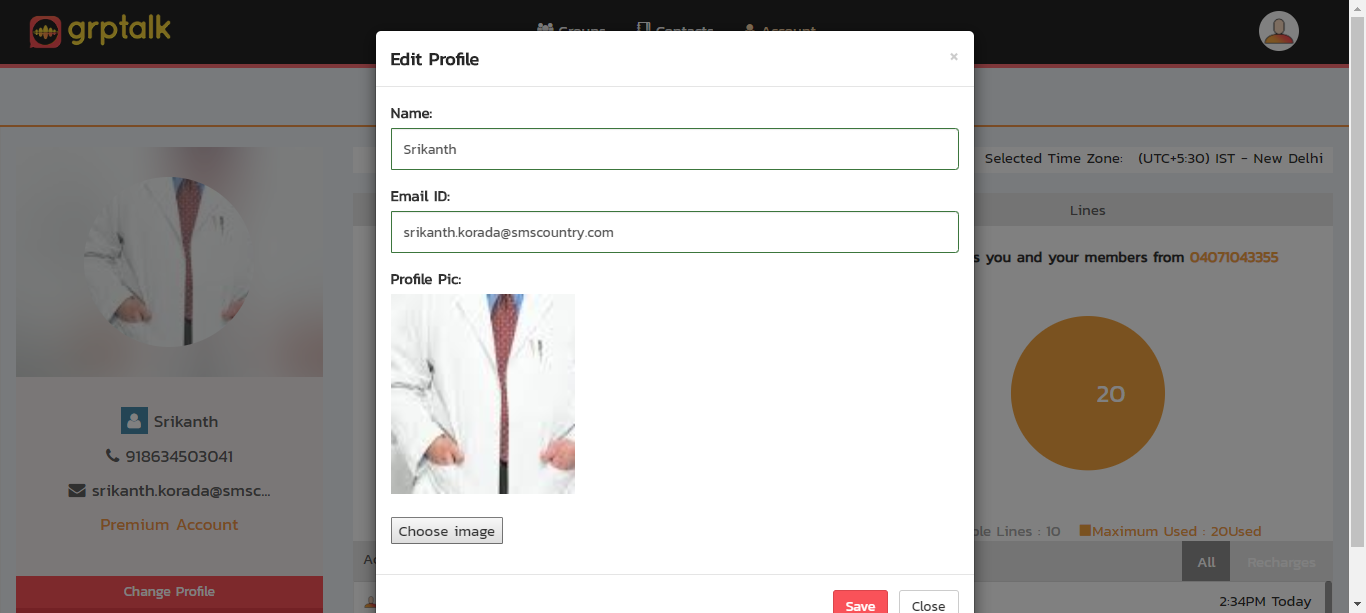 grptalk
Groups
Contacts
Account
Edit Profile
×
Name:
Srikanth
Email ID:
srikanth.korada@smscountry.com
Profile Pic:
Choose image
Save
Close
Selected Time Zone: (UTC+5:30) IST - New Delhi
Lines
s you and your members from 04071043355
20
Lines : 10
Maximum Used : 20Used
All
Recharges
2:34PM Today
Srikanth
918634503041
srikanth.korada@smsc...
Premium Account
Change Profile